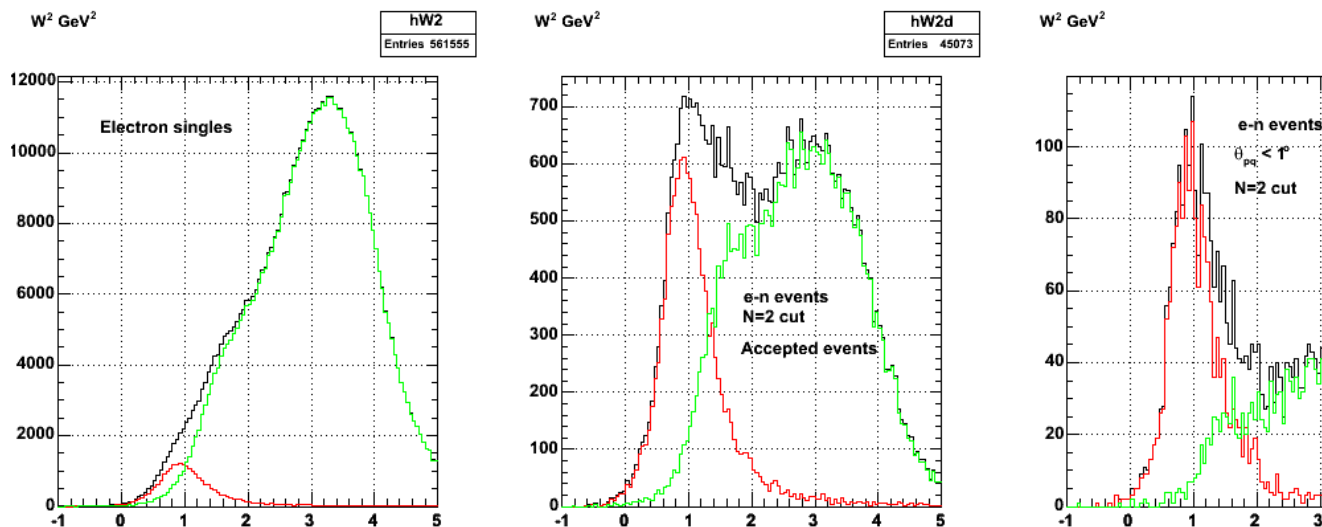 W² GeV²
hW2
Entries 561555
12000
10000
8000
6000
4000
2000
0
-1 0 1 2 3 4 5
Electron singles
W² GeV²
hW2d
Entries 45073
700
600
500
400
300
200
100
0
-1 0 1 2 3 4 5
e-n events
N=2 cut
Accepted events
W² GeV²
100
80
60
40
20
0
-1 0 1 2 3
e-n events
θpq < 1°
N=2 cut